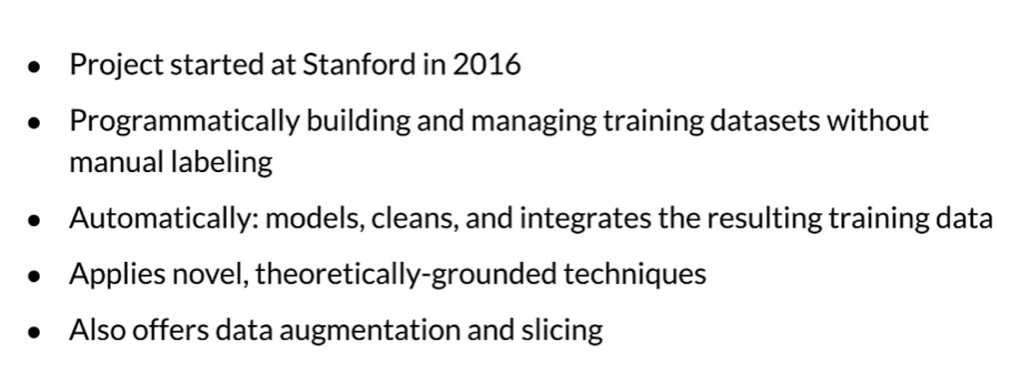 ● Project started at Stanford in 2016
● Programmatically building and managing training datasets without
manual labeling
● Automatically: models, cleans, and integrates the resulting training data
● Applies novel, theoretically-grounded techniques
● Also offers data augmentation and slicing